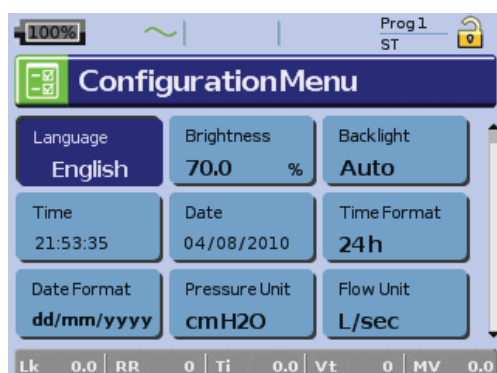 100% Prog 1
ST
Configuration Menu
Language Brightness Backlight
English 70.0 % Auto
Time Date Time Format
21:53:35 04/08/2010 24h
Date Format Pressure Unit Flow Unit
dd/mm/yyyy cmH2O L/sec
Lk 0.0 RR 0 Ti 0.0 Vt 0 MV 0.0